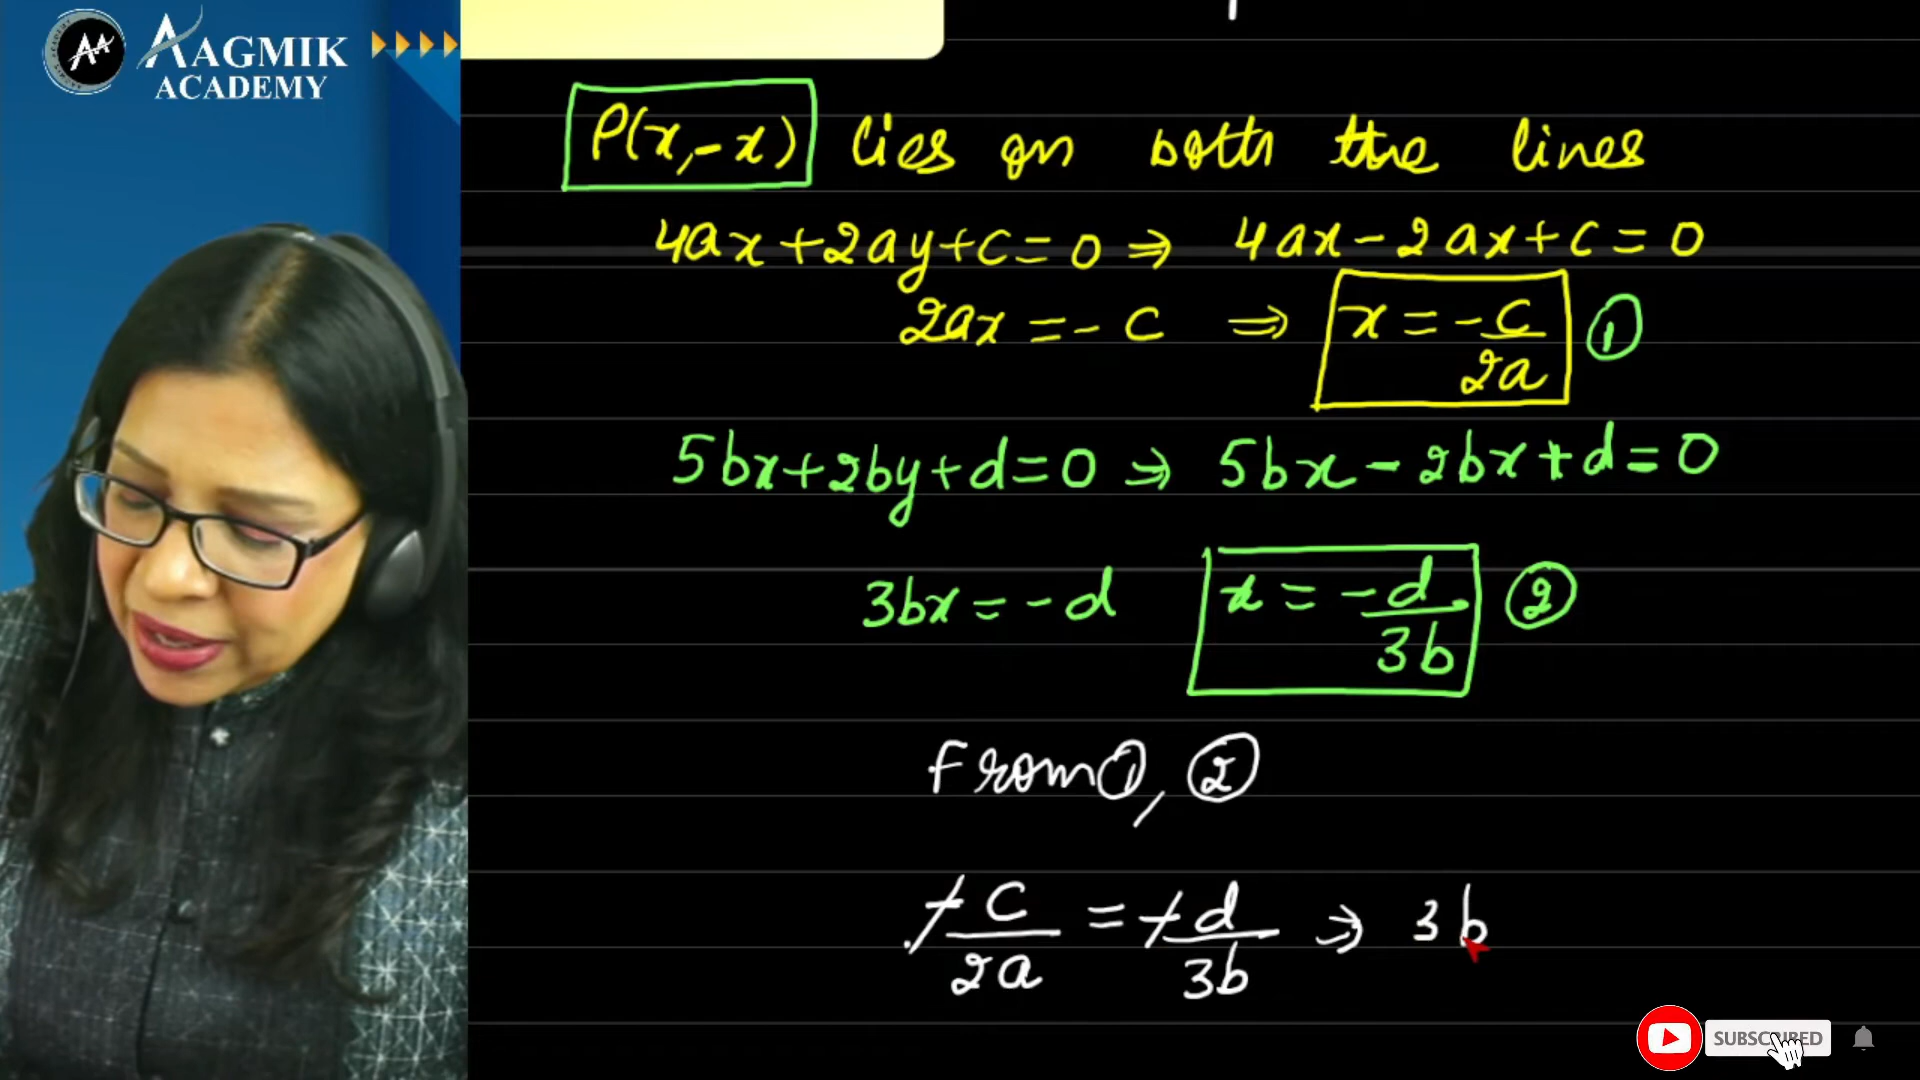 AAGMIK
ACADEMY
P(x,-x) lies on both the lines
4ax+2ay+c=0 ⇒ 4ax-2ax+c=0
2ax=-c ⇒ x=-c/2a ①
5bx+2by+d=0 ⇒ 5bx-2bx+d=0
3bx=-d x=-d/3b ②
From ①, ②
-c/2a = -d/3b ⇒ 3b
SUBSCRIBED